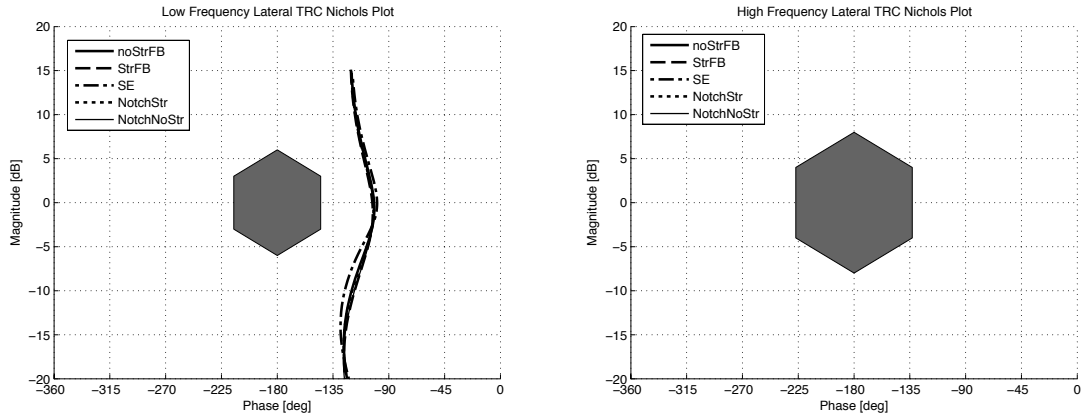 Low Frequency Lateral TRC Nichols Plot
20
15
10
5
0
−5
−10
−15
−20
Magnitude [dB]
noStrFB
StrFB
SE
NotchStr
NotchNoStr
−360
−315
−270
−225
−180
−135
−90
−45
0
Phase [deg]
High Frequency Lateral TRC Nichols Plot
20
15
10
5
0
−5
−10
−15
−20
Magnitude [dB]
noStrFB
StrFB
SE
NotchStr
NotchNoStr
−360
−315
−270
−225
−180
−135
−90
−45
0
Phase [deg]